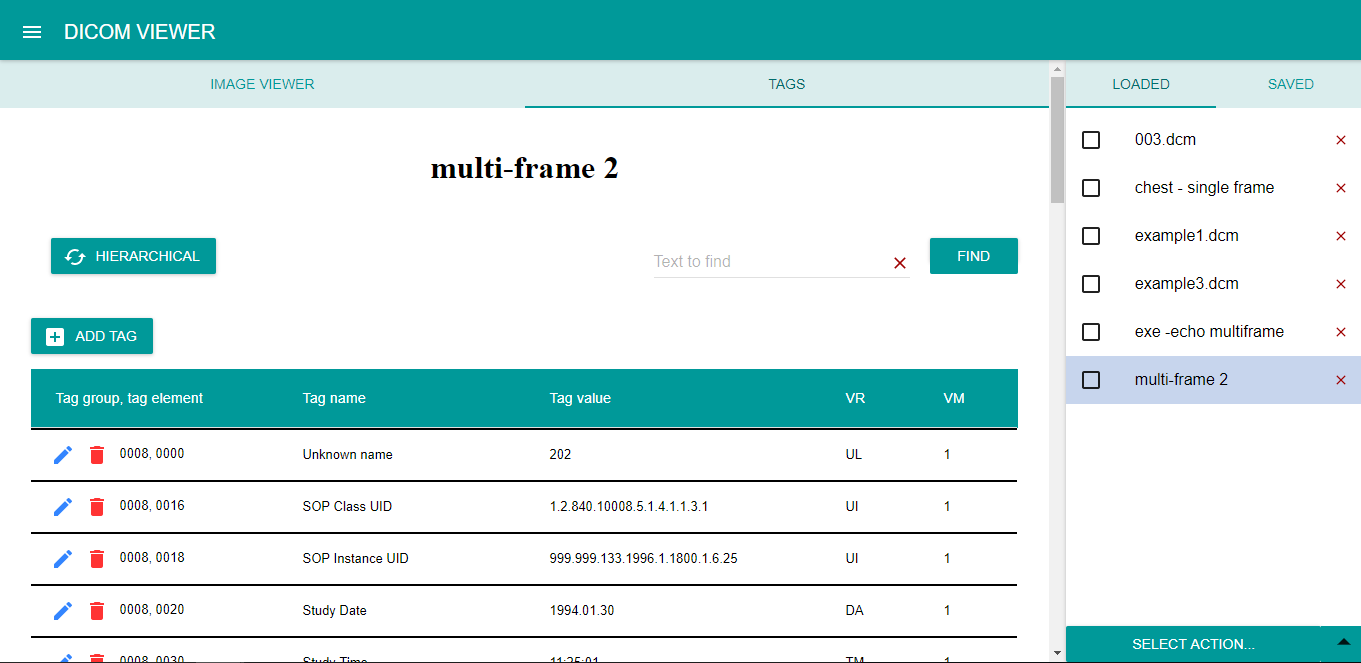 DICOM VIEWER
IMAGE VIEWER TAGS
LOADED SAVED
multi-frame 2
HIERARCHICAL
Text to find
FIND
ADD TAG
Tag group, tag element Tag name Tag value VR VM
0008, 0000 Unknown name 202 UL 1
0008, 0016 SOP Class UID 1.2.840.10008.5.1.4.1.1.3.1 UI 1
0008, 0018 SOP Instance UID 999.999.133.1996.1.1800.1.6.25 UI 1
0008, 0020 Study Date 1994.01.30 DA 1
0008, 0030 Study Time 11:25:01 TM 1
003.dcm
chest - single frame
example1.dcm
example3.dcm
exe -echo multiframe
multi-frame 2
SELECT ACTION...